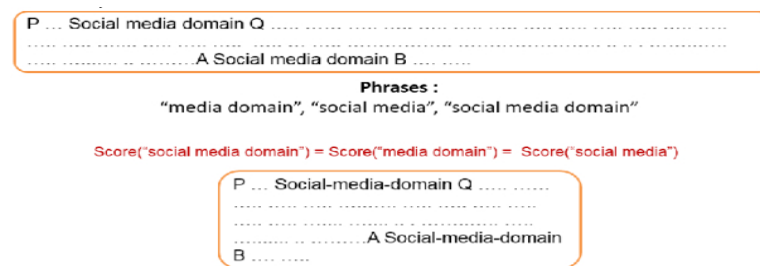 P ... Social media domain Q ..... ..... ..... ..... ..... ..... ..... ..... ..... ..... .....
..... ..... ..... ..... ..... ..... ..... ..... ..... ..... .. .. . ..... ..... .....
..... .......... .. .........A Social media domain B .... .....
Phrases :
“media domain”, “social media”, “social media domain”
Score(“social media domain”) = Score(“media domain”) = Score(“social media”)
P ... Social-media-domain Q ..... ......
..... ..... ..... .......... ..... ..... ..... .....
..... ..... ..... ....... .. . ............. ..... .....
.......... .. ..........A Social-media-domain
B .... .....